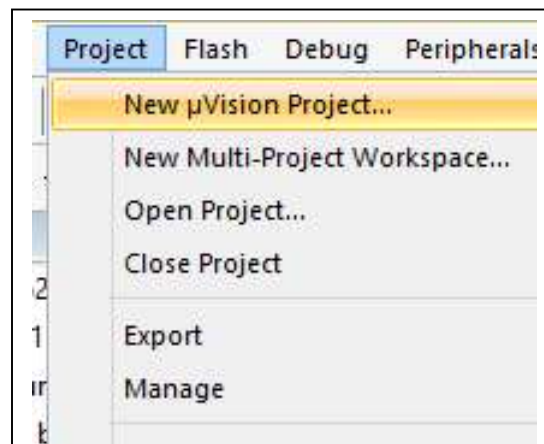 Project Flash Debug Peripherals
New µVision Project...
New Multi-Project Workspace...
Open Project...
Close Project
Export
Manage